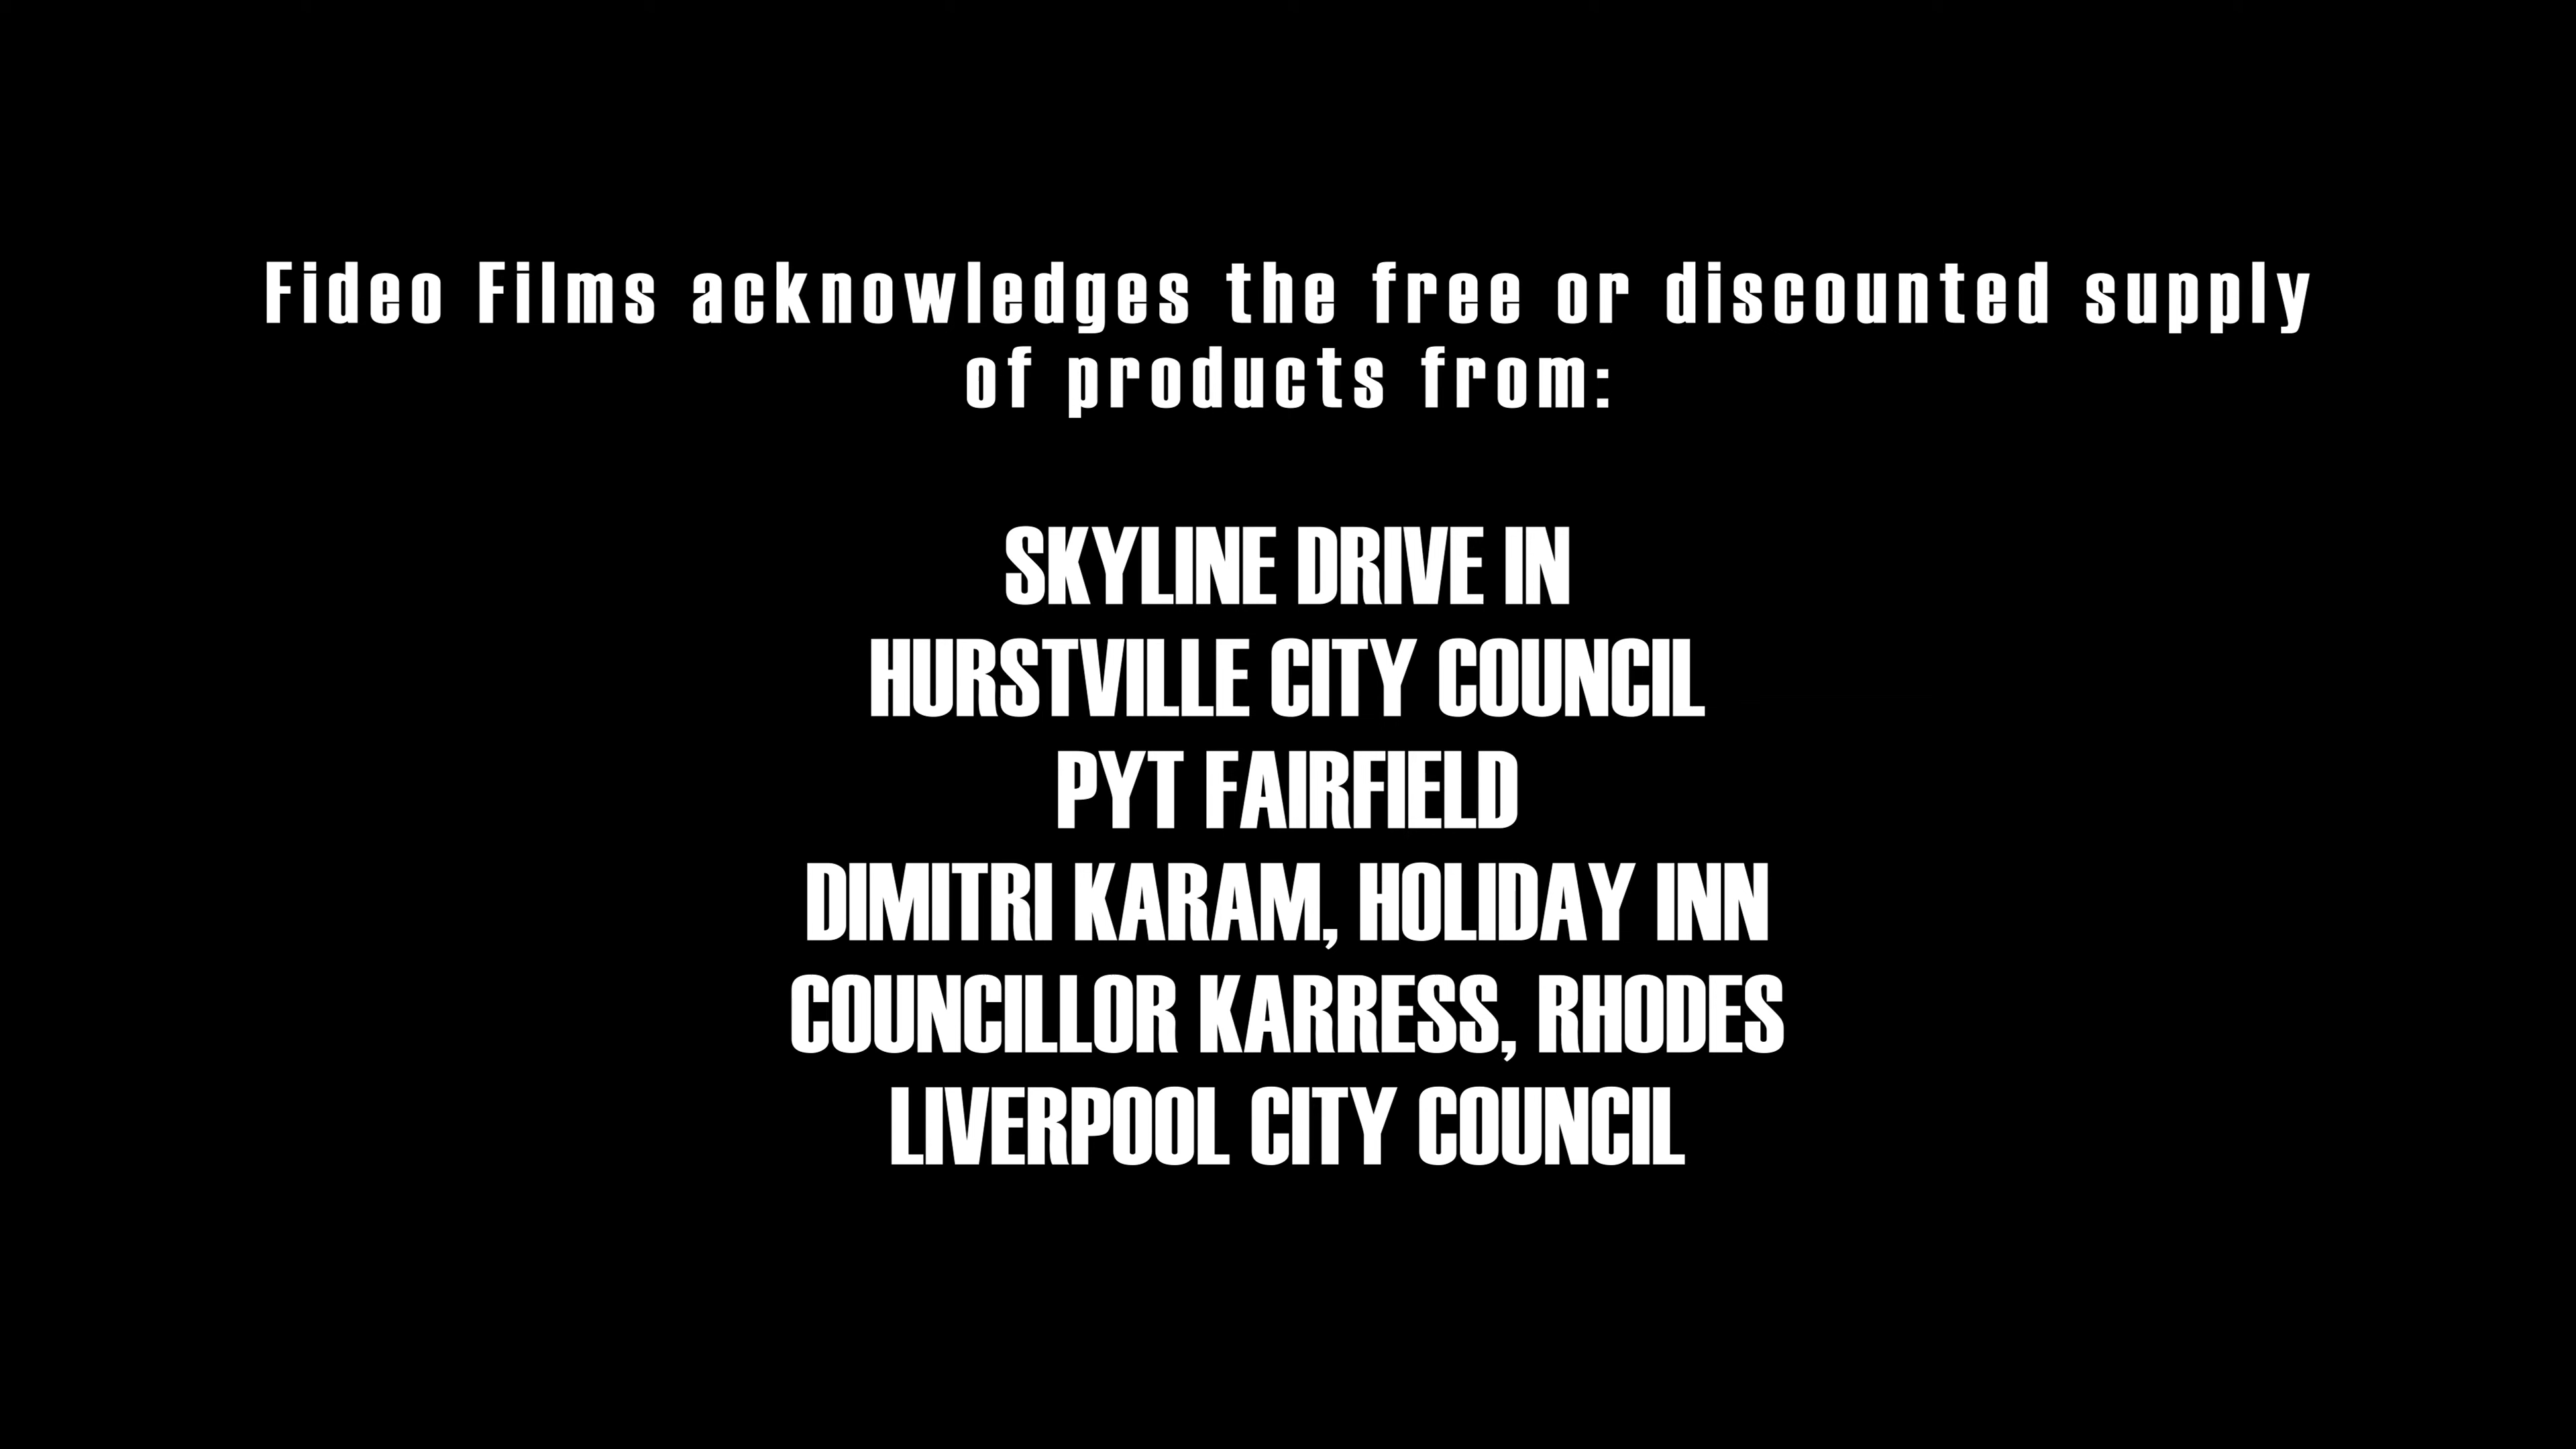 Fideo Films acknowledges the free or discounted supply
of products from:
SKYLINE DRIVE IN
HURSTVILLE CITY COUNCIL
PYT FAIRFIELD
DIMITRI KARAM, HOLIDAY INN
COUNCILLOR KARRESS, RHODES
LIVERPOOL CITY COUNCIL